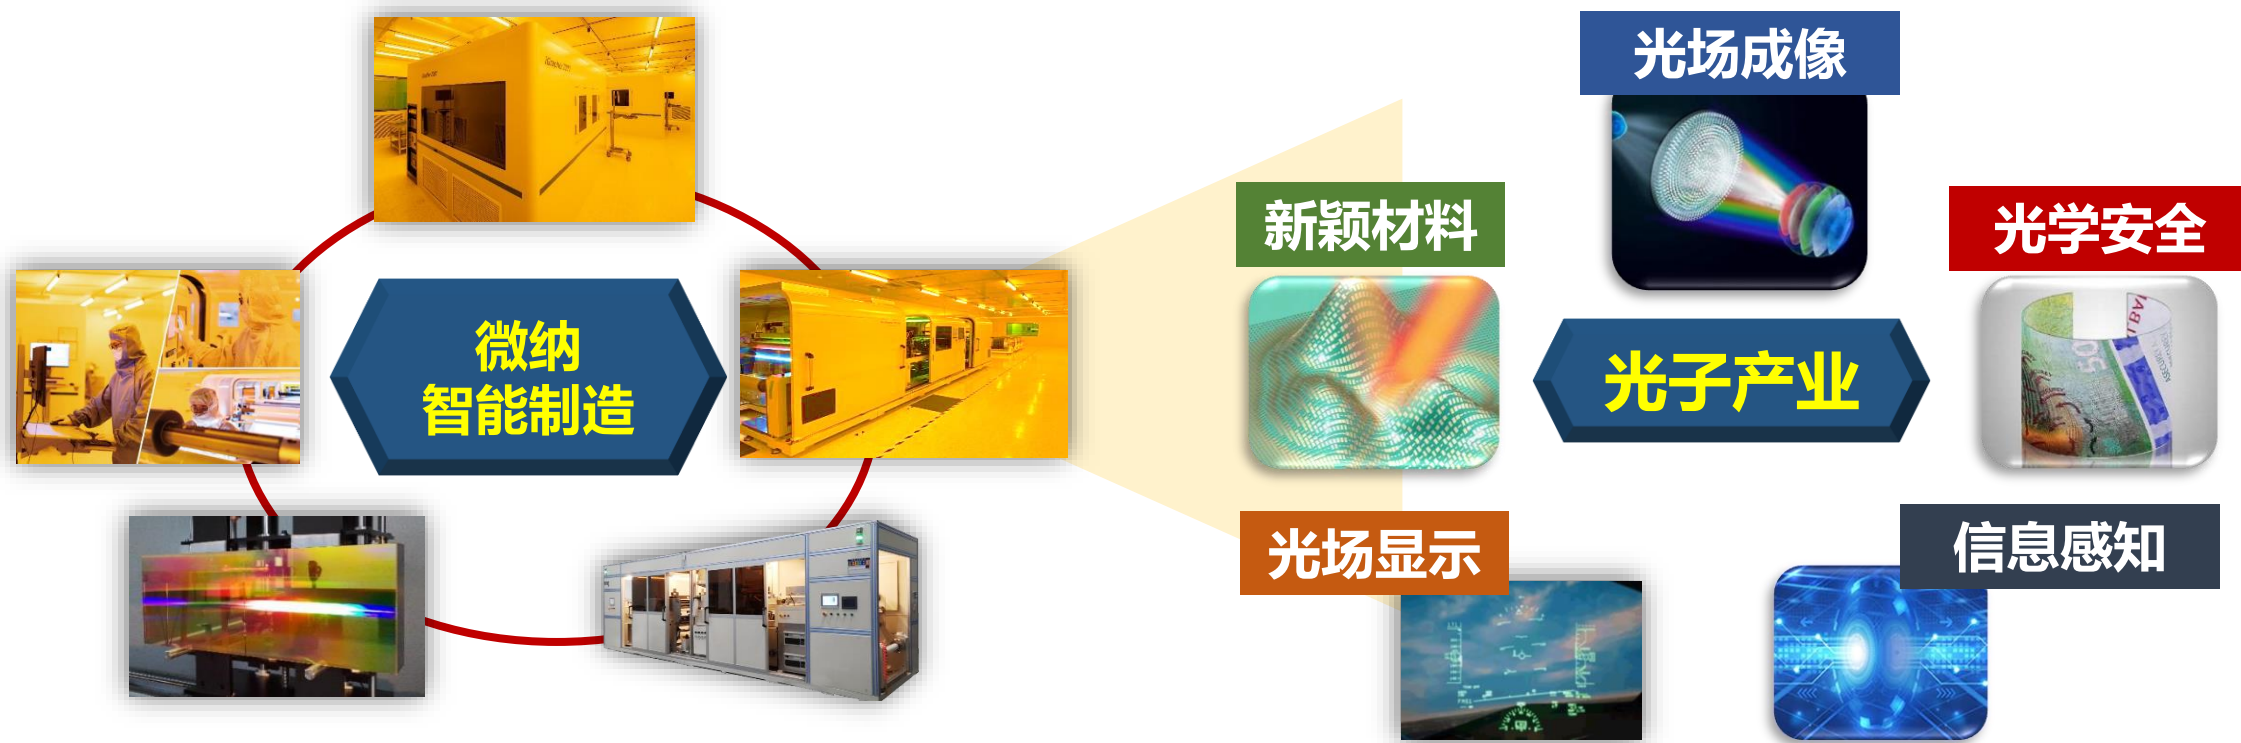 微纳
智能制造
光场成像
新颖材料
光学安全
光子产业
光场显示
信息感知